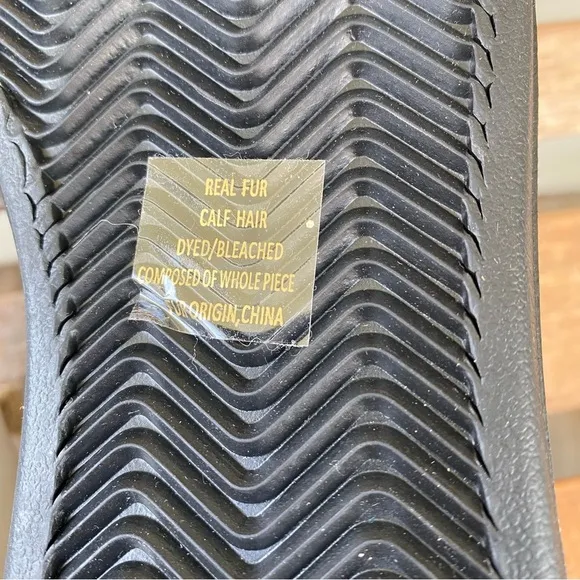 REAL FUR
CALF HAIR
DYED/BLEACHED
COMPOSED OF WHOLE PIECE
ORIGIN,CHINA